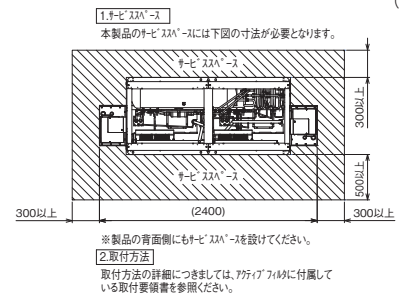 1.ｻｰﾋﾞｽｽﾍﾟｰｽ
本製品のｻｰﾋﾞｽｽﾍﾟｰｽには下図の寸法が必要となります。
ｻｰﾋﾞｽｽﾍﾟｰｽ
300以上
ｻｰﾋﾞｽｽﾍﾟｰｽ
500以上
300以上
(2400)
300以上
※製品の背面側にもｻｰﾋﾞｽｽﾍﾟｰｽを設けてください。
2.取付方法
取付方法の詳細につきましては、ｱｸﾃｨﾌﾞﾌｨﾙﾀに付属して
いる取付要領書を参照ください。